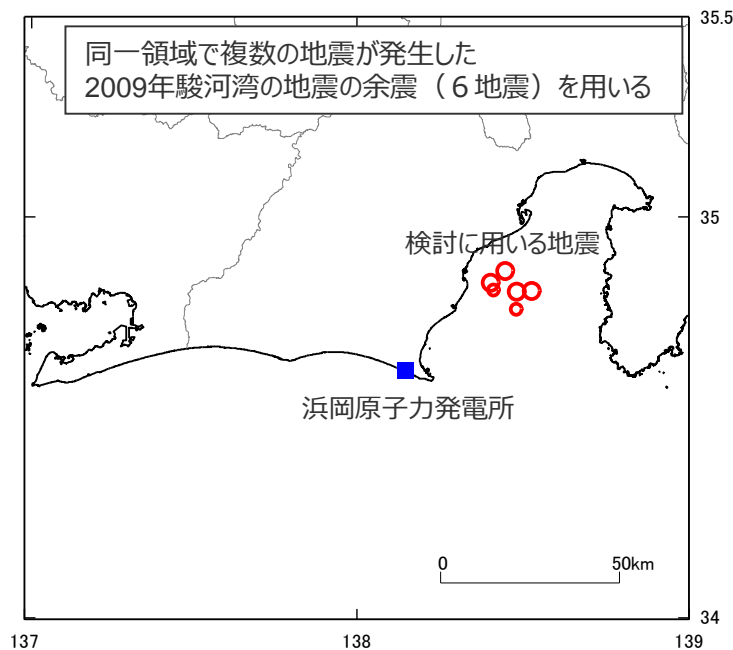 35.5
同一領域で複数の地震が発生した
2009年駿河湾の地震の余震（６地震）を用いる
35
検討に用いる地震
浜岡原子力発電所
0 50km
34
137 138 139